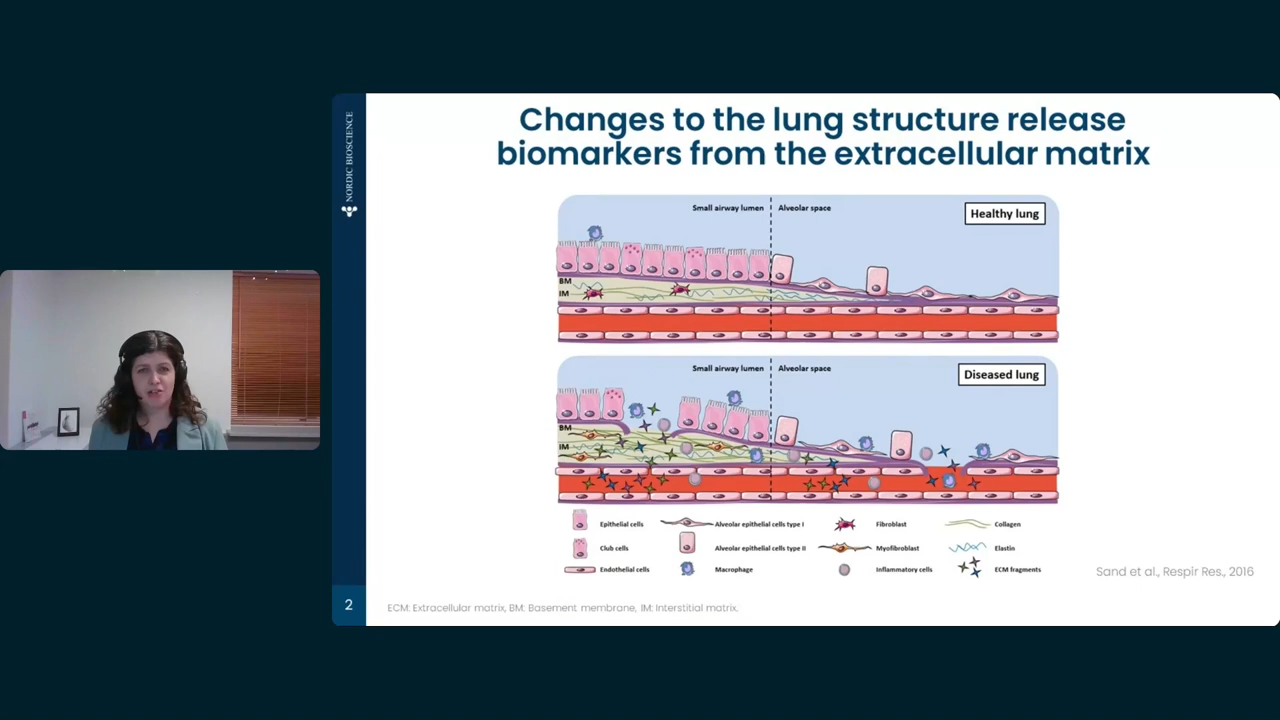 NORDIC BIOSCIENCE
Changes to the lung structure release
biomarkers from the extracellular matrix
Small airway lumen
Alveolar space
Healthy lung
BM
IM
Small airway lumen
Alveolar space
Diseased lung
BM
IM
Epithelial cells
Alveolar epithelial cells type I
Fibroblast
Collagen
Club cells
Alveolar epithelial cells type II
Myofibroblast
Elastin
Endothelial cells
Macrophage
Inflammatory cells
ECM fragments
Sand et al., Respir Res., 2016
2
ECM: Extracellular matrix, BM: Basement membrane, IM: Interstitial matrix.